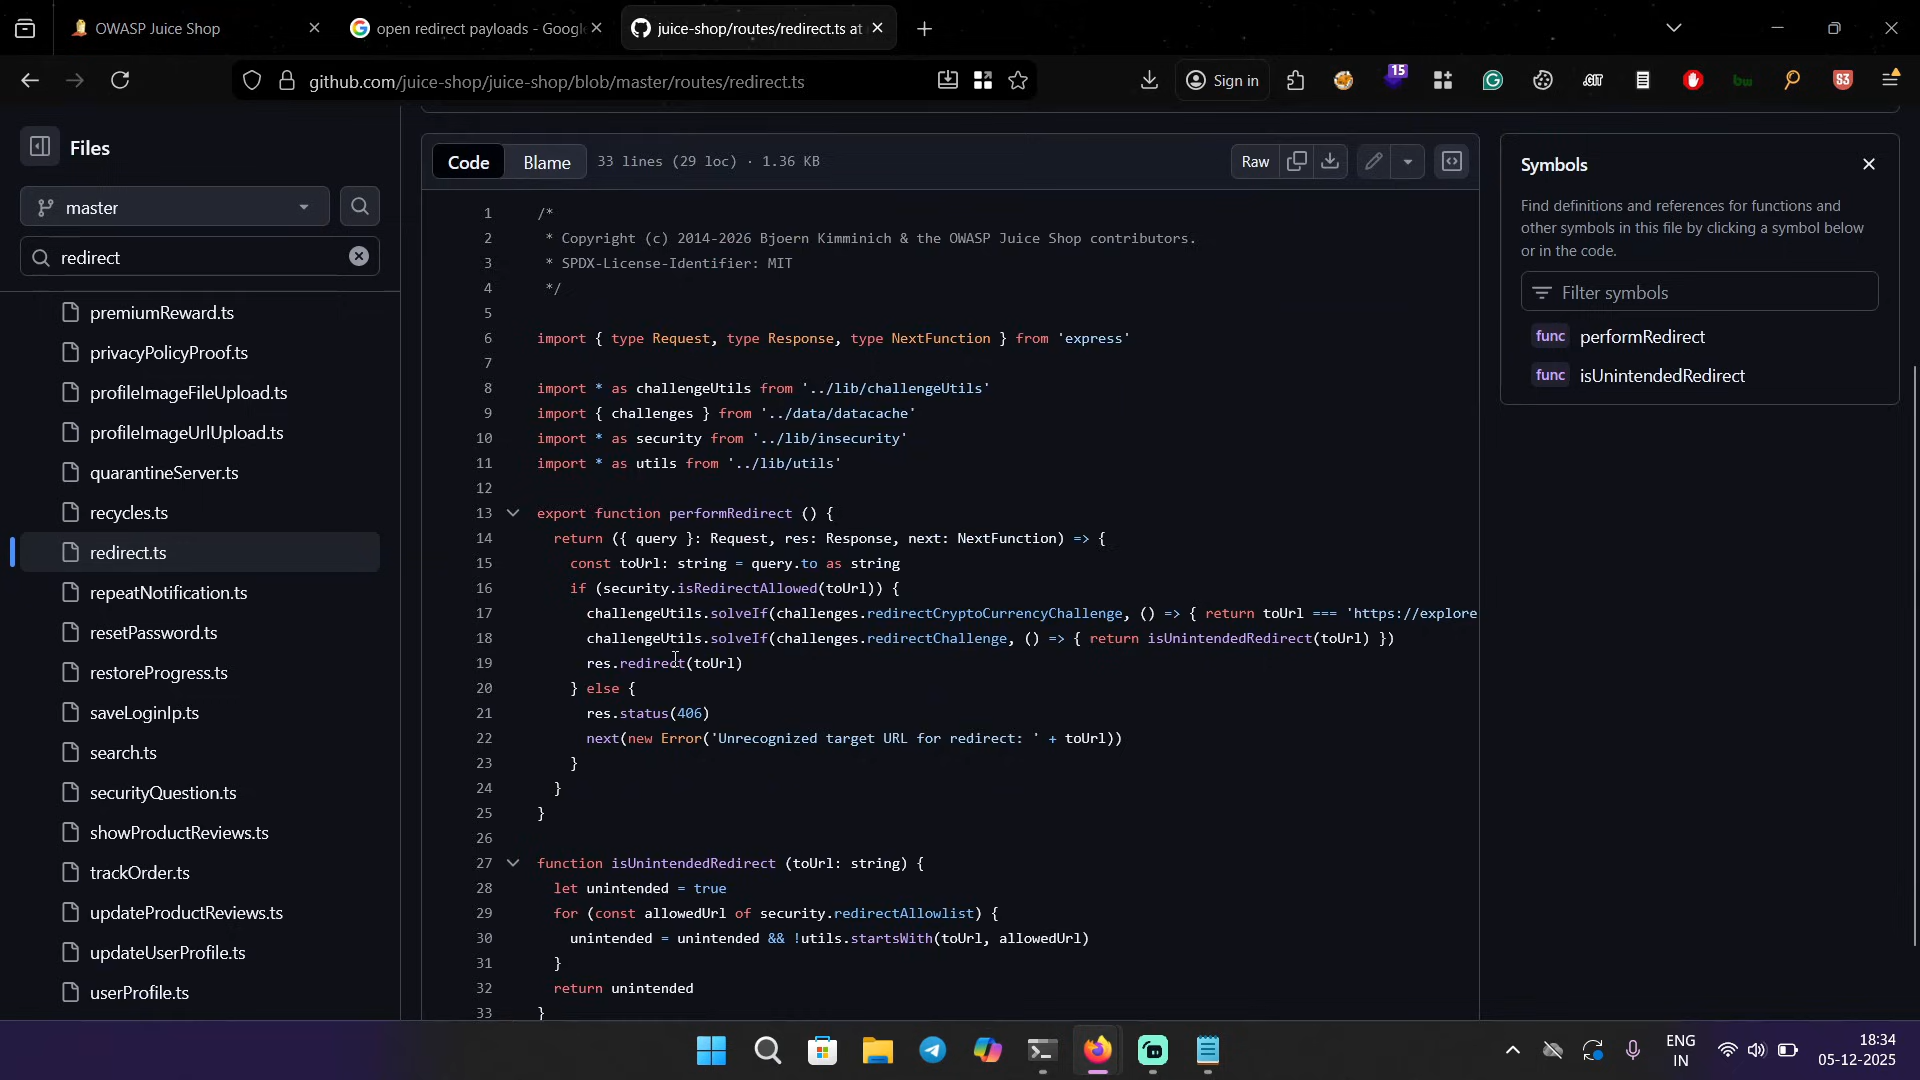 OWASP Juice Shop
open redirect payloads - Google
juice-shop/routes/redirect.ts at
github.com/juice-shop/juice-shop/blob/master/routes/redirect.ts
Sign in
15
GIT
bw
S3
Files
master
redirect
premiumReward.ts
privacyPolicyProof.ts
profileImageFileUpload.ts
profileImageUrlUpload.ts
quarantineServer.ts
recycles.ts
redirect.ts
repeatNotification.ts
resetPassword.ts
restoreProgress.ts
saveLoginIp.ts
search.ts
securityQuestion.ts
showProductReviews.ts
trackOrder.ts
updateProductReviews.ts
updateUserProfile.ts
userProfile.ts
Code Blame 33 lines (29 loc) · 1.36 KB
Raw
1 /*
2 * Copyright (c) 2014-2026 Bjoern Kimminich & the OWASP Juice Shop contributors.
3 * SPDX-License-Identifier: MIT
4 */
5
6 import { type Request, type Response, type NextFunction } from 'express'
7
8 import * as challengeUtils from '../lib/challengeUtils'
9 import { challenges } from '../data/datacache'
10 import * as security from '../lib/insecurity'
11 import * as utils from '../lib/utils'
12
13 export function performRedirect () {
14 return ({ query }: Request, res: Response, next: NextFunction) => {
15 const toUrl: string = query.to as string
16 if (security.isRedirectAllowed(toUrl)) {
17 challengeUtils.solveIf(challenges.redirectCryptoCurrencyChallenge, () => { return toUrl === 'https://explore
18 challengeUtils.solveIf(challenges.redirectChallenge, () => { return isUnintendedRedirect(toUrl) })
19 res.redirect(toUrl)
20 } else {
21 res.status(406)
22 next(new Error('Unrecognized target URL for redirect: ' + toUrl))
23 }
24 }
25 }
26
27 function isUnintendedRedirect (toUrl: string) {
28 let unintended = true
29 for (const allowedUrl of security.redirectAllowlist) {
30 unintended = unintended && !utils.startsWith(toUrl, allowedUrl)
31 }
32 return unintended
33 }
Symbols
Find definitions and references for functions and
other symbols in this file by clicking a symbol below
or in the code.
Filter symbols
func performRedirect
func isUnintendedRedirect
ENG
IN
18:34
05-12-2025